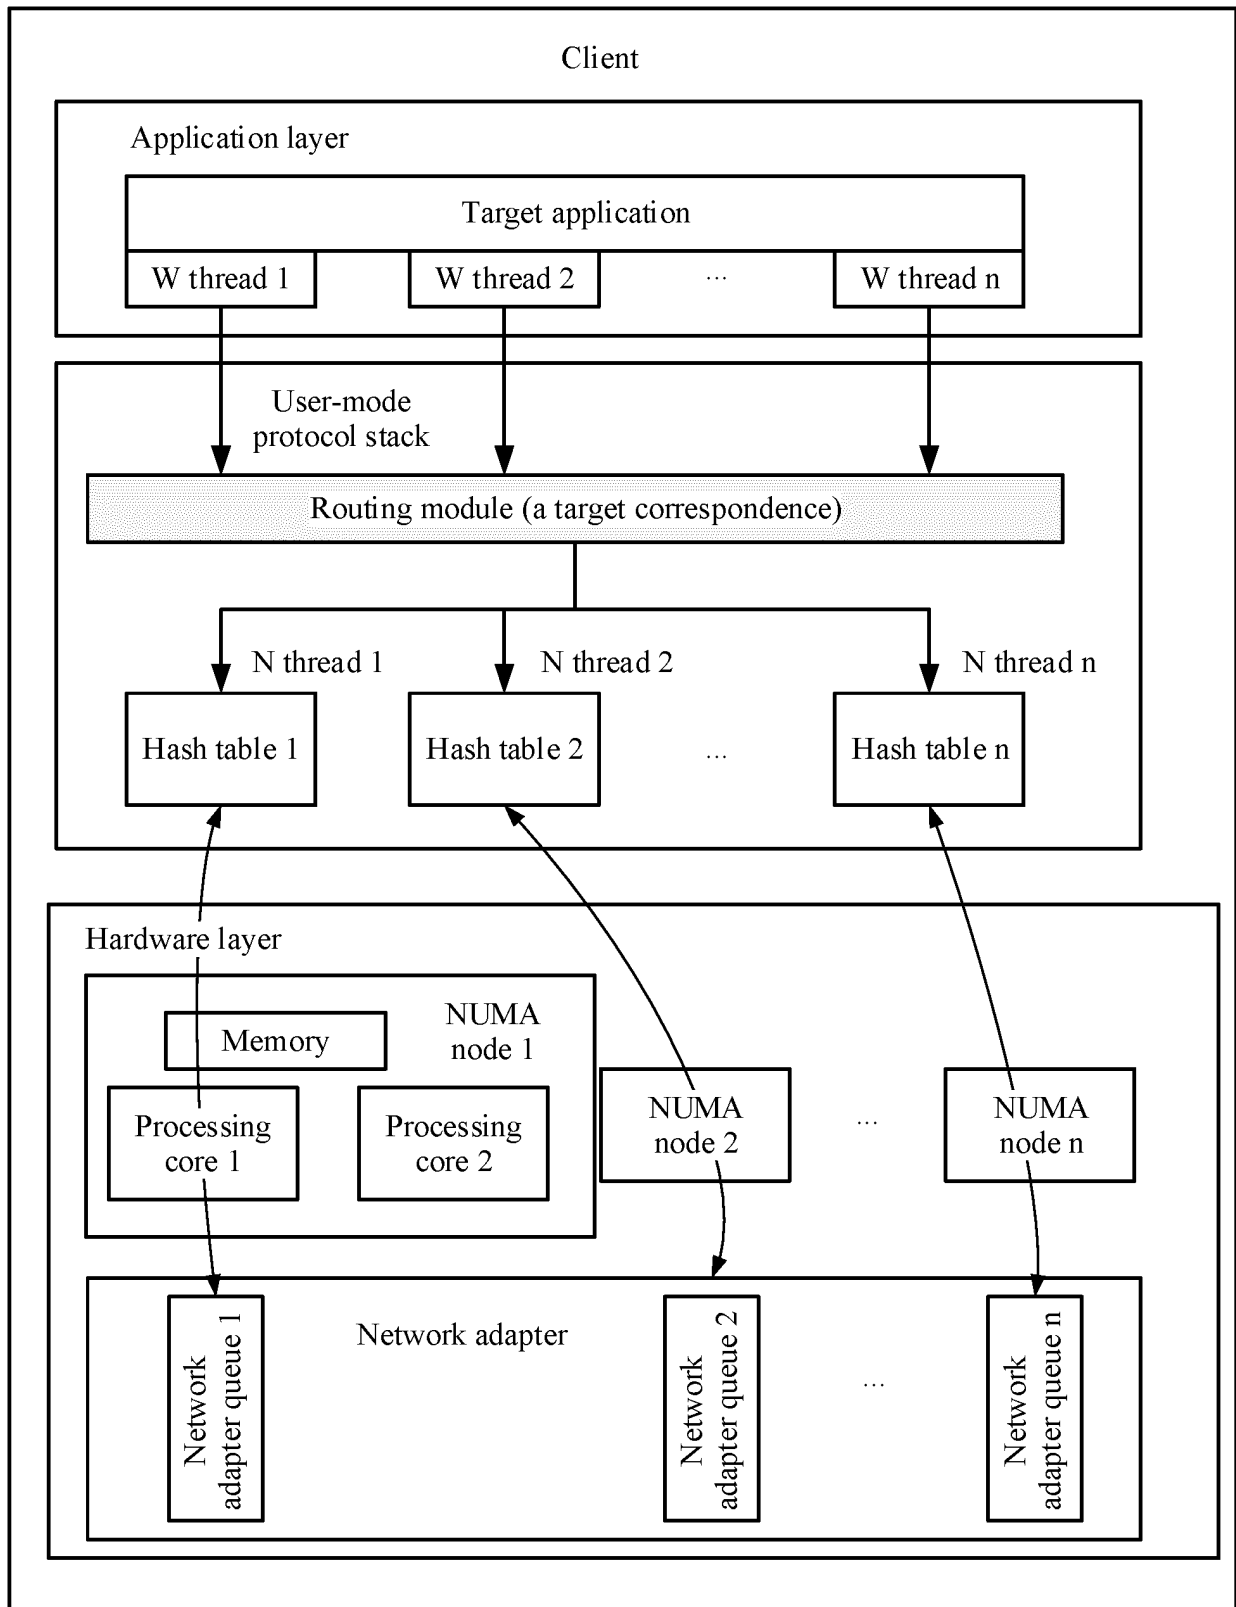 Client
Application layer
Target application
W thread 1
W thread 2
...
W thread n
User-mode
protocol stack
Routing module (a target correspondence)
N thread 1
N thread 2
N thread n
Hash table 1
Hash table 2
...
Hash table n
Hardware layer
Memory
NUMA
node 1
Processing
core 1
Processing
core 2
NUMA
node 2
...
NUMA
node n
Network adapter
Network
adapter queue 1
Network
adapter queue 2
...
Network
adapter queue n